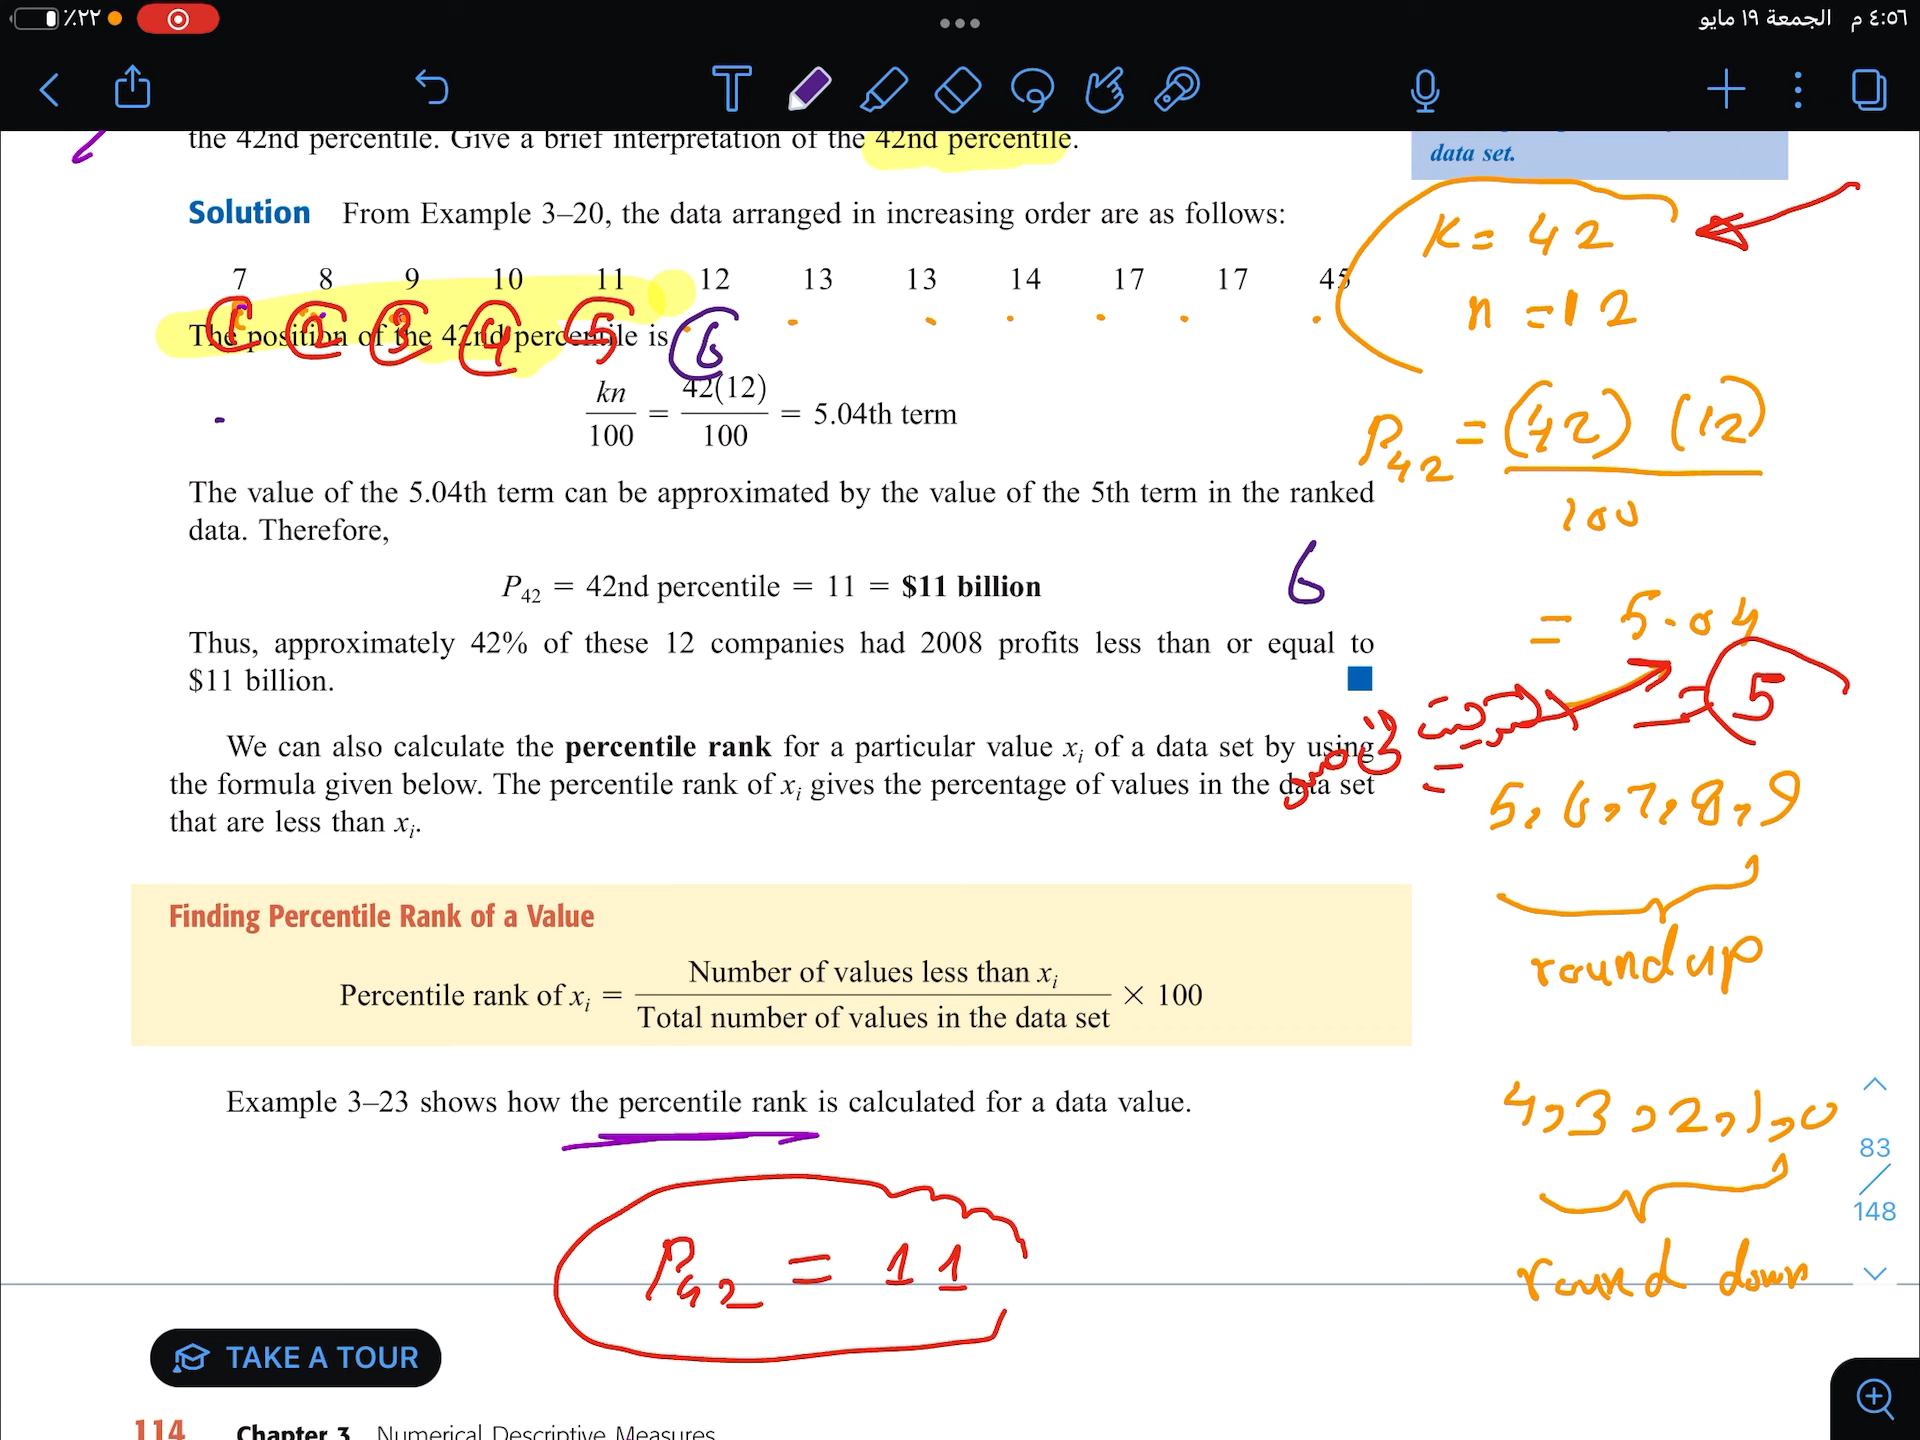 ٪٢٢
٤:٥٦ م الجمعة ١٩ مايو
T
the 42nd percentile. Give a brief interpretation of the 42nd percentile.
data set.
Solution From Example 3–20, the data arranged in increasing order are as follows:
7 8 9 10 11 12 13 13 14 17 17 45
1 2 3 4 5 6
The position of the 42nd percentile is
kn/100 = 42(12)/100 = 5.04th term
The value of the 5.04th term can be approximated by the value of the 5th term in the ranked
data. Therefore,
P42 = 42nd percentile = 11 = $11 billion
Thus, approximately 42% of these 12 companies had 2008 profits less than or equal to
$11 billion.
We can also calculate the percentile rank for a particular value xi of a data set by using
the formula given below. The percentile rank of xi gives the percentage of values in the data set
that are less than xi.
Finding Percentile Rank of a Value
Percentile rank of xi = Number of values less than xi / Total number of values in the data set × 100
Example 3–23 shows how the percentile rank is calculated for a data value.
P42 = 11
K = 42
n = 12
P42 = (42) (12)
100
6
= 5.04
= 5
5, 6, 7, 8, 9
round up
4, 3, 2, 1, 0
round down
83
148
TAKE A TOUR
114 Chapter 3 Numerical Descriptive Measures